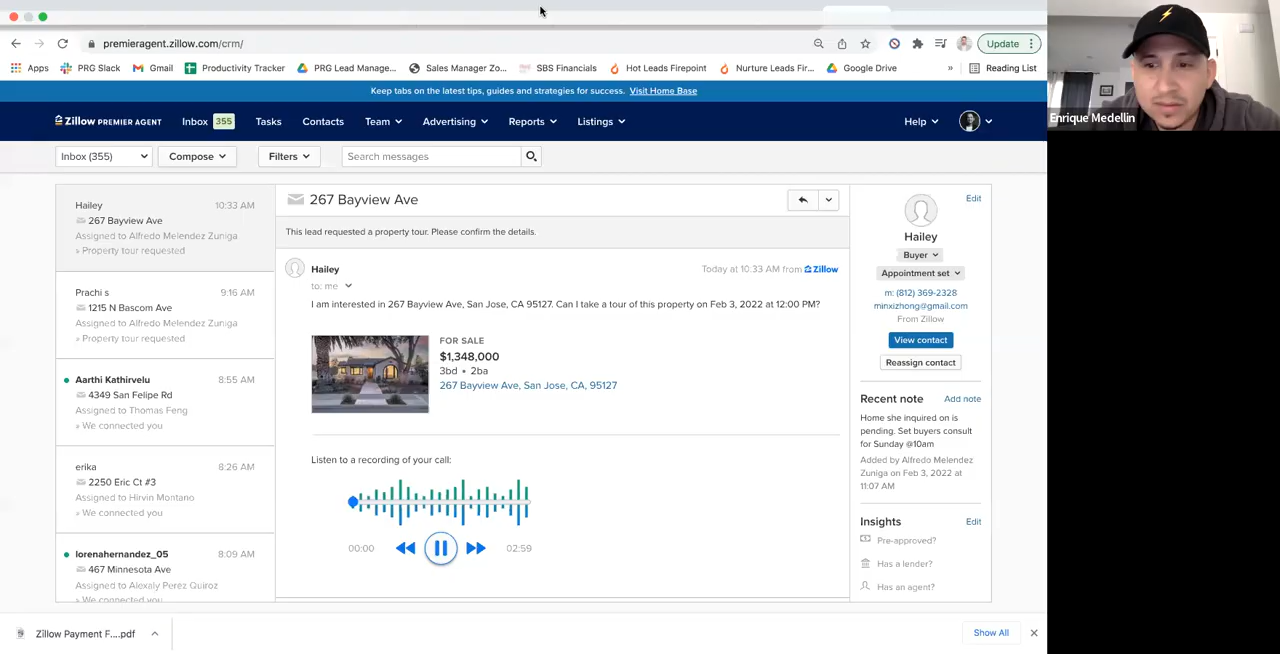 premieragent.zillow.com/crm/
Update
Apps
PRG Slack
Gmail
Productivity Tracker
PRG Lead Manage...
Sales Manager Zo...
SBS Financials
Hot Leads Firepoint
Nurture Leads Fir...
Google Drive
»
Reading List
Keep tabs on the latest tips, guides and strategies for success. Visit Home Base
Zillow PREMIER AGENT
Inbox 355
Tasks
Contacts
Team
Advertising
Reports
Listings
Help
Enrique Medellin
Inbox (355)
Compose
Filters
Search messages
Hailey 10:33 AM
267 Bayview Ave
Assigned to Alfredo Melendez Zuniga
» Property tour requested
Prachi s 9:16 AM
1215 N Bascom Ave
Assigned to Alfredo Melendez Zuniga
» Property tour requested
Aarthi Kathirvelu 8:55 AM
4349 San Felipe Rd
Assigned to Thomas Feng
» We connected you
erika 8:26 AM
2250 Eric Ct #3
Assigned to Hirvin Montano
» We connected you
lorenahernandez_05 8:09 AM
467 Minnesota Ave
Assigned to Alexaly Perez Quiroz
» We connected you
267 Bayview Ave
This lead requested a property tour. Please confirm the details.
Hailey
Today at 10:33 AM from Zillow
to: me
I am interested in 267 Bayview Ave, San Jose, CA 95127. Can I take a tour of this property on Feb 3, 2022 at 12:00 PM?
FOR SALE
$1,348,000
3bd • 2ba
267 Bayview Ave, San Jose, CA, 95127
Listen to a recording of your call:
00:00
02:59
Edit
Hailey
Buyer
Appointment set
m: (812) 369-2328
minxizhong@gmail.com
From Zillow
View contact
Reassign contact
Recent note Add note
Home she inquired on is
pending. Set buyers consult
for Sunday @10am
Added by Alfredo Melendez
Zuniga on Feb 3, 2022 at
11:07 AM
Insights Edit
Pre-approved?
Has a lender?
Has an agent?
Zillow Payment F....pdf
Show All